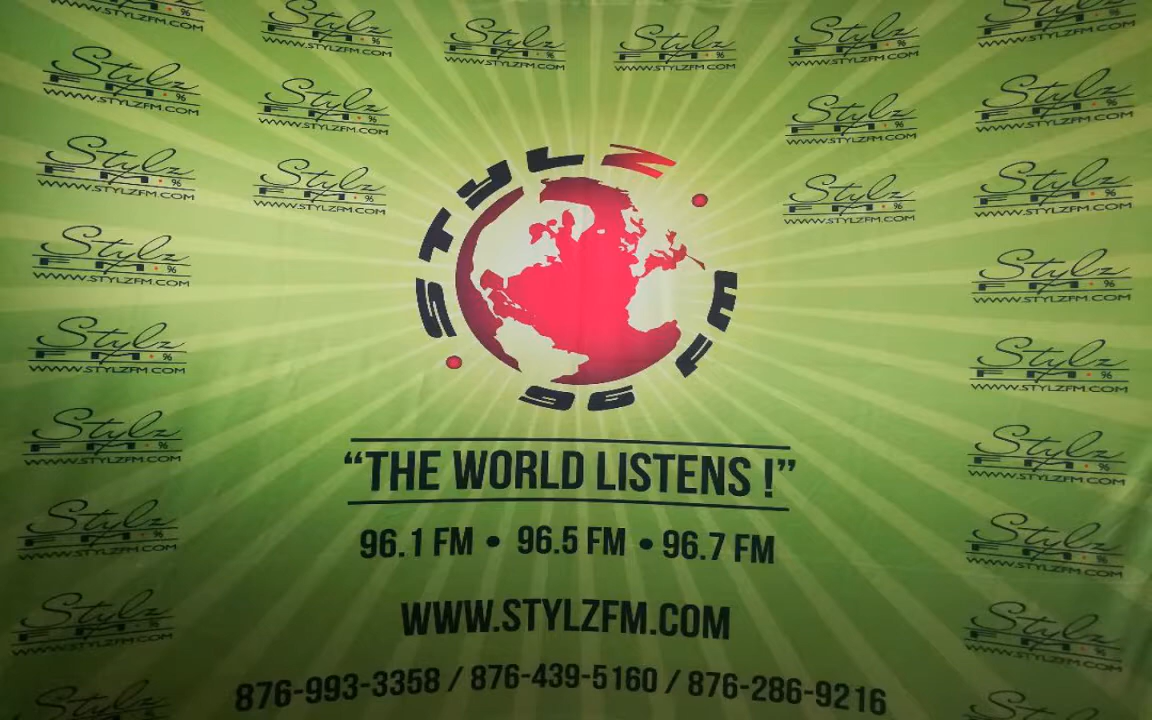 Stylz
FM 96
WWW.STYLZFM.COM
STYLZ
FM
96
“THE WORLD LISTENS !”
96.1 FM • 96.5 FM • 96.7 FM
WWW.STYLZFM.COM
876-993-3358 / 876-439-5160 / 876-286-9216